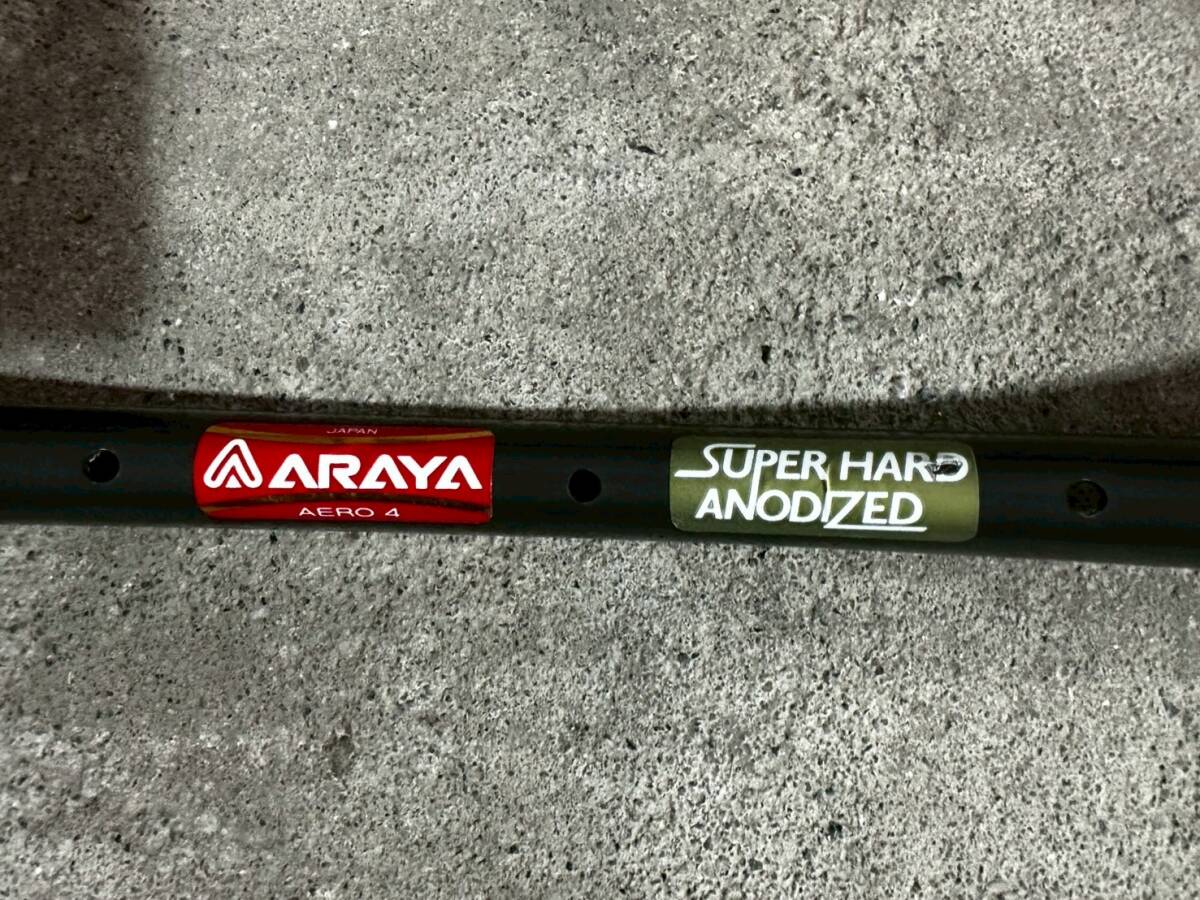 JAPAN
ARAYA
AERO 4
SUPER HARD
ANODIZED